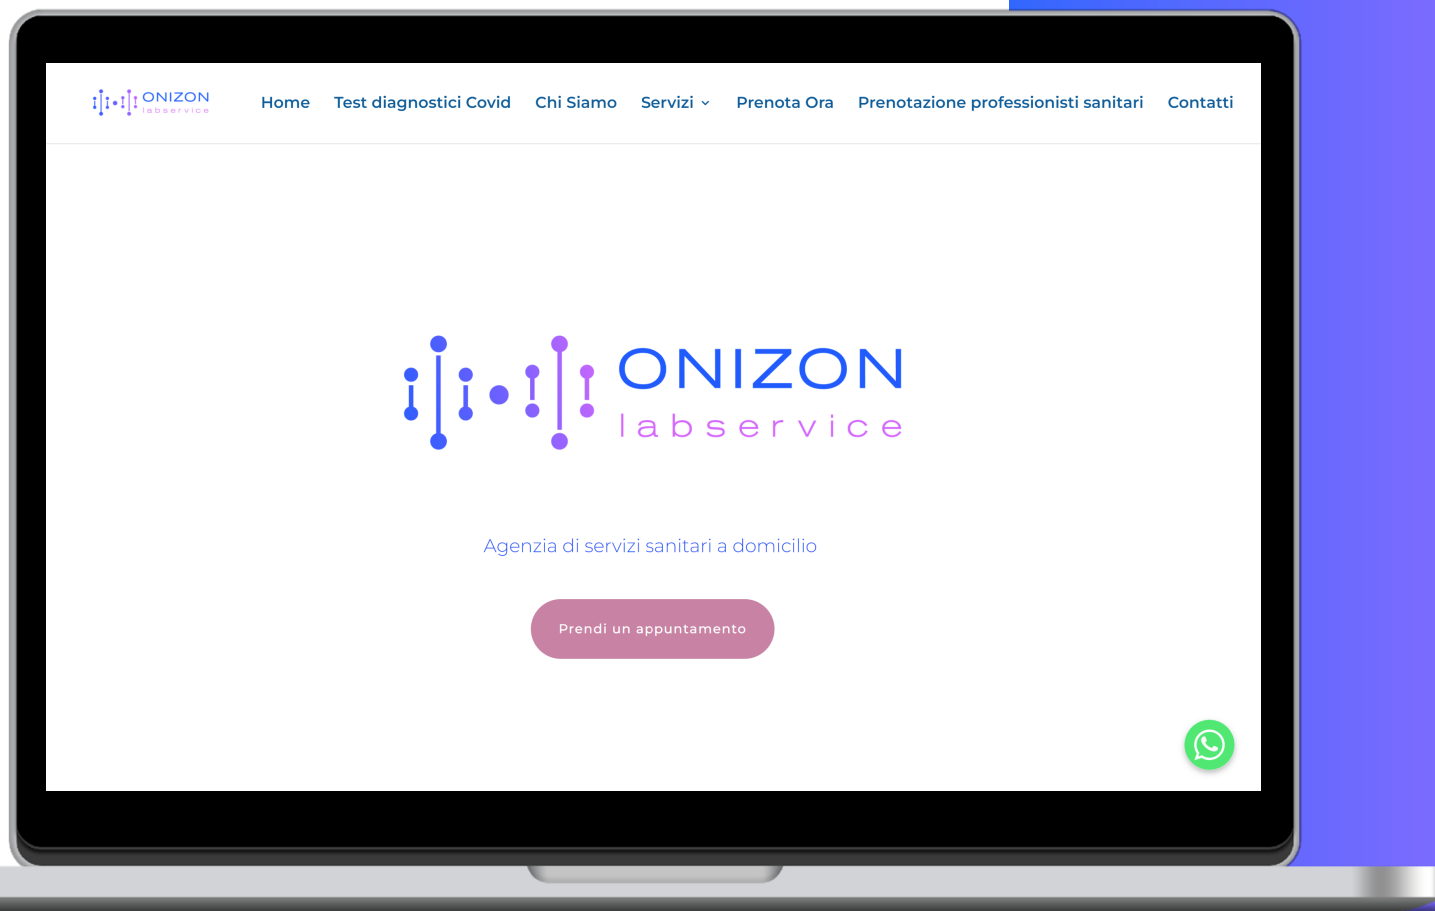 ONIZON
labservice
Home Test diagnostici Covid Chi Siamo Servizi Prenota Ora Prenotazione professionisti sanitari Contatti
ONIZON
labservice
Agenzia di servizi sanitari a domicilio
Prendi un appuntamento